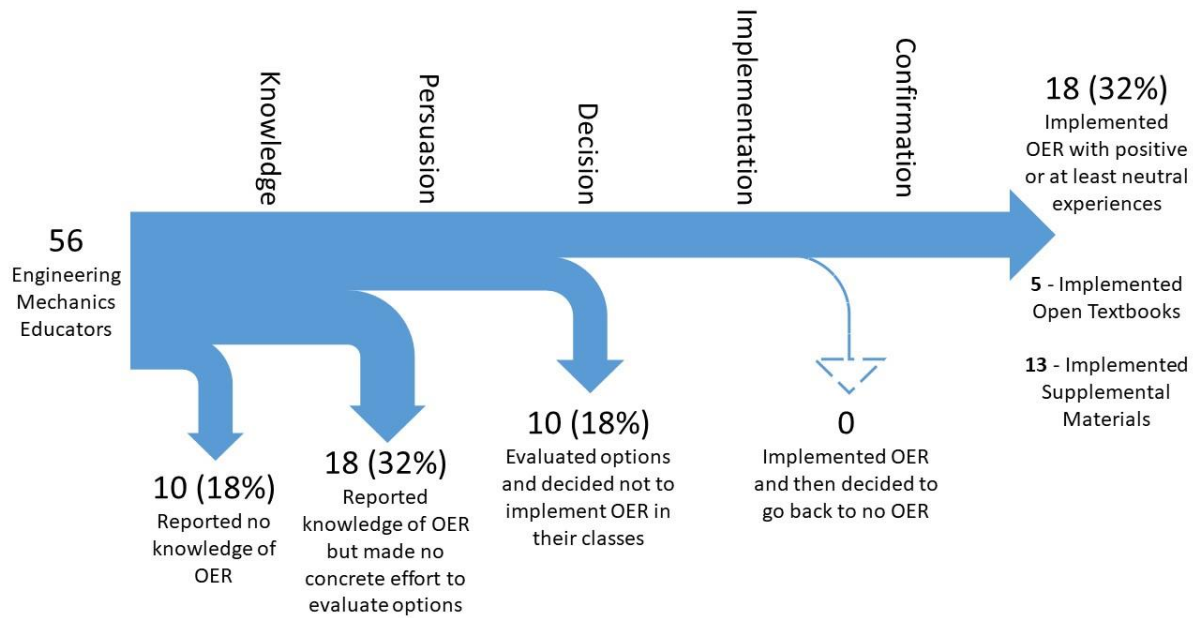 Knowledge
Persuasion
Decision
Implementation
Confirmation
56
Engineering
Mechanics
Educators
10 (18%)
Reported no
knowledge of
OER
18 (32%)
Reported
knowledge of OER
but made no
concrete effort to
evaluate options
10 (18%)
Evaluated options
and decided not to
implement OER in
their classes
0
Implemented OER
and then decided to
go back to no OER
18 (32%)
Implemented
OER with positive
or at least neutral
experiences
5 - Implemented
Open Textbooks
13 - Implemented
Supplemental
Materials